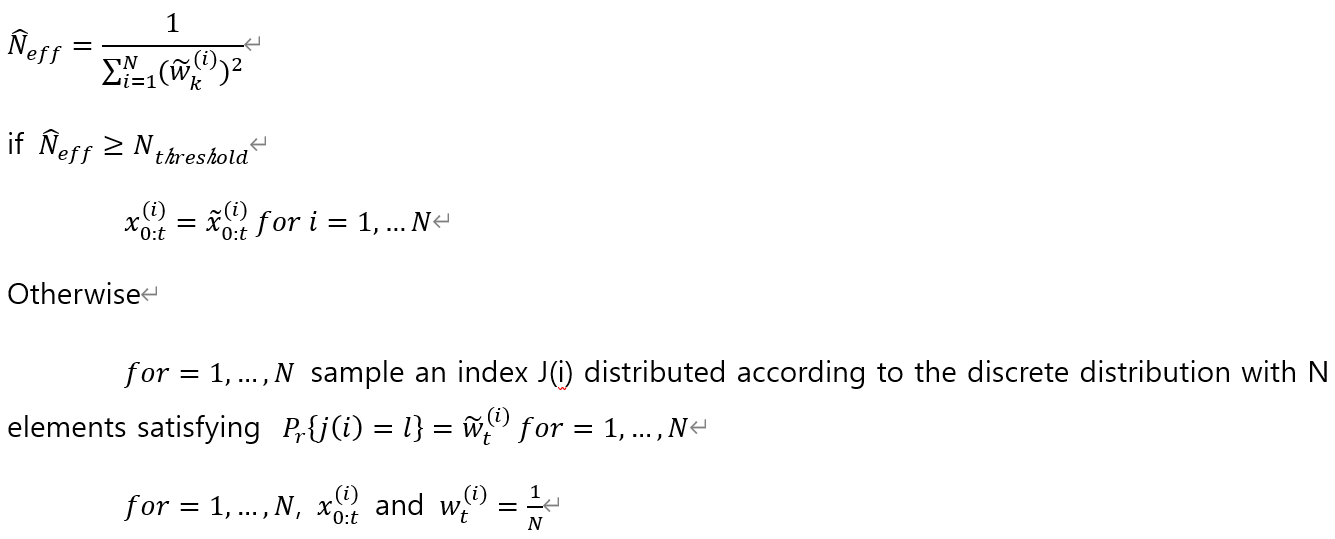 N̂_eff = 1 / ∑_{i=1}^{N} (w̃_k^{(i)})^2 ↵
if N̂_eff ≥ N_threshold ↵
x_{0:t}^{(i)} = x̃_{0:t}^{(i)} for i = 1, … N ↵
Otherwise ↵
for = 1, … , N sample an index J(i) distributed according to the discrete distribution with N
elements satisfying P_r{j(i) = l} = w̃_t^{(i)} for = 1, … , N ↵
for = 1, … , N, x_{0:t}^{(i)} and w_t^{(i)} = 1/N ↵